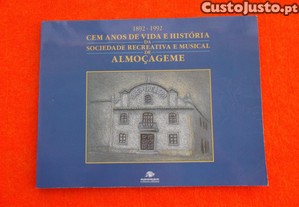 CustoJusto.pt
1892 - 1992
CEM ANOS DE VIDA E HISTÓRIA
DA
SOCIEDADE RECREATIVA E MUSICAL
DE
ALMOÇAGEME